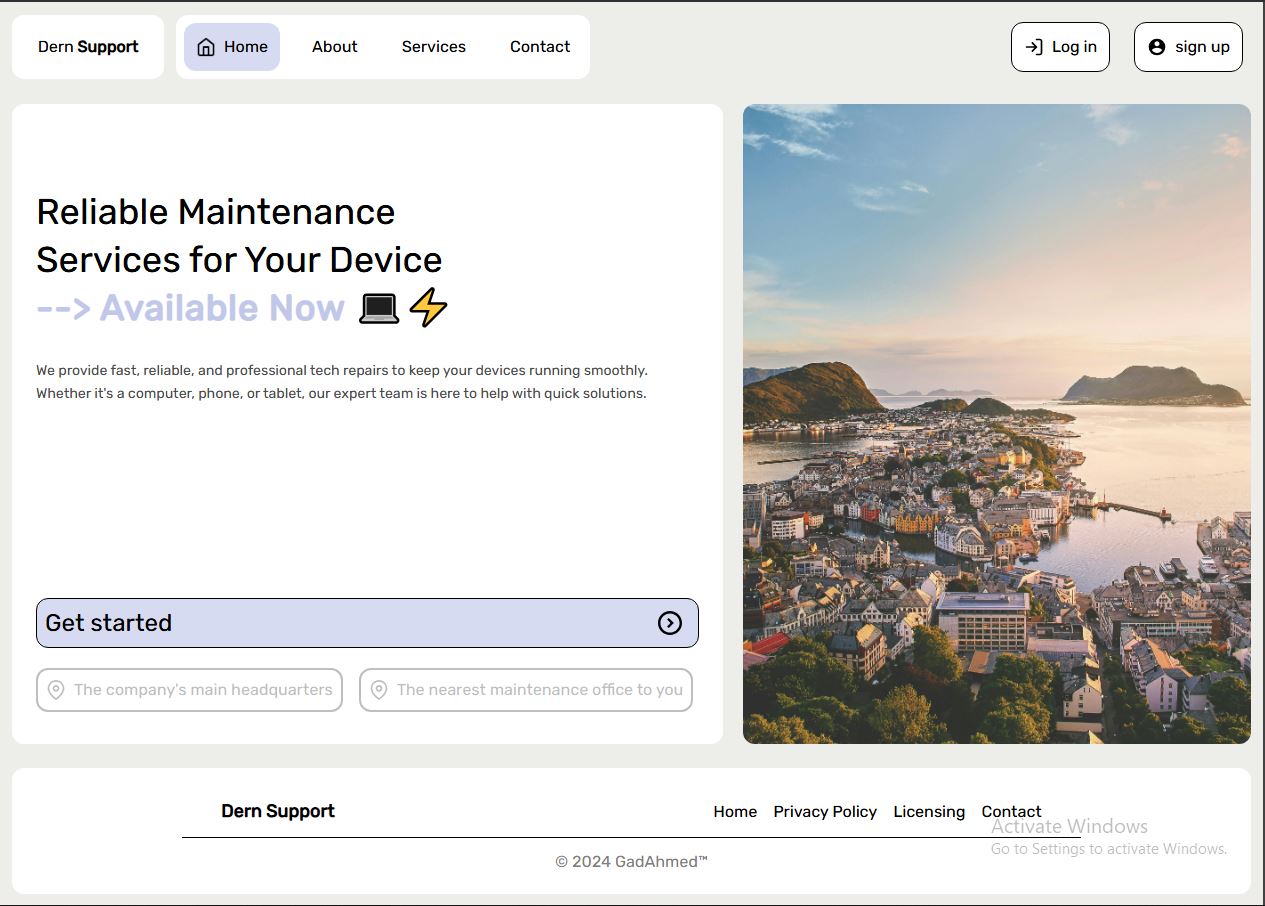 Dern Support
Home About Services Contact
Log in
sign up
Reliable Maintenance
Services for Your Device
--> Available Now 💻⚡
We provide fast, reliable, and professional tech repairs to keep your devices running smoothly.
Whether it's a computer, phone, or tablet, our expert team is here to help with quick solutions.
Get started
The company's main headquarters
The nearest maintenance office to you
Dern Support
Home Privacy Policy Licensing Contact
© 2024 GadAhmed™
Activate Windows
Go to Settings to activate Windows.